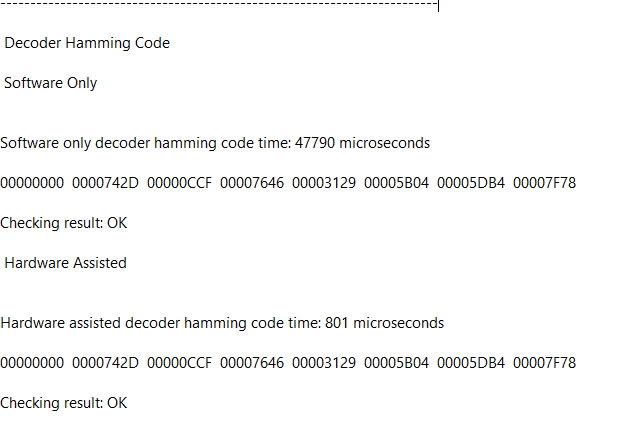 --------------------------------------------------------------------------
Decoder Hamming Code
Software Only
Software only decoder hamming code time: 47790 microseconds
00000000 0000742D 00000CCF 00007646 00003129 00005B04 00005DB4 00007F78
Checking result: OK
Hardware Assisted
Hardware assisted decoder hamming code time: 801 microseconds
00000000 0000742D 00000CCF 00007646 00003129 00005B04 00005DB4 00007F78
Checking result: OK